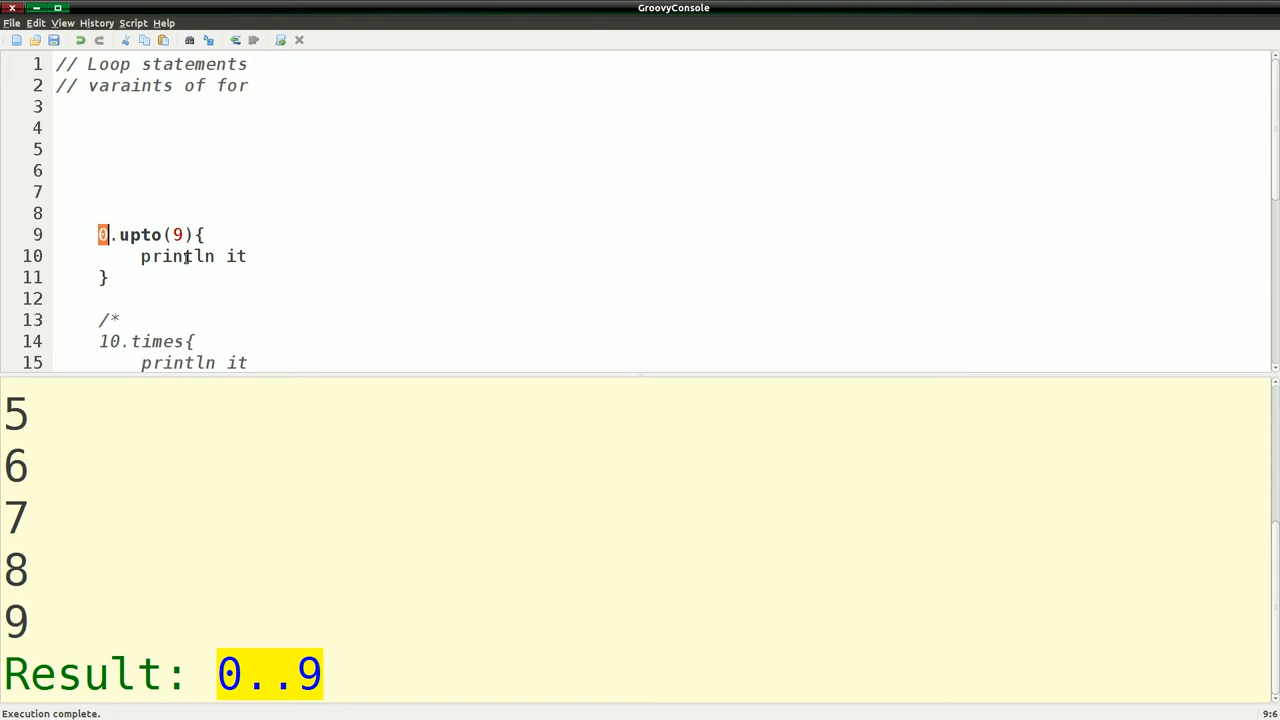 GroovyConsole
File Edit View History Script Help
1 // Loop statements
2 // varaints of for
3
4
5
6
7
8
9 0.upto(9){
10 println it
11 }
12
13 /*
14 10.times{
15 println it
5
6
7
8
9
Result: 0..9
Execution complete. 9:6